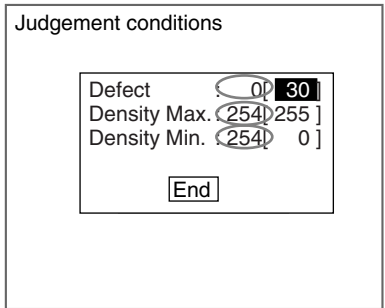 Judgement conditions
Defect : 0[ 30 ]
Density Max. : 254[ 255 ]
Density Min. : 254[ 0 ]
End